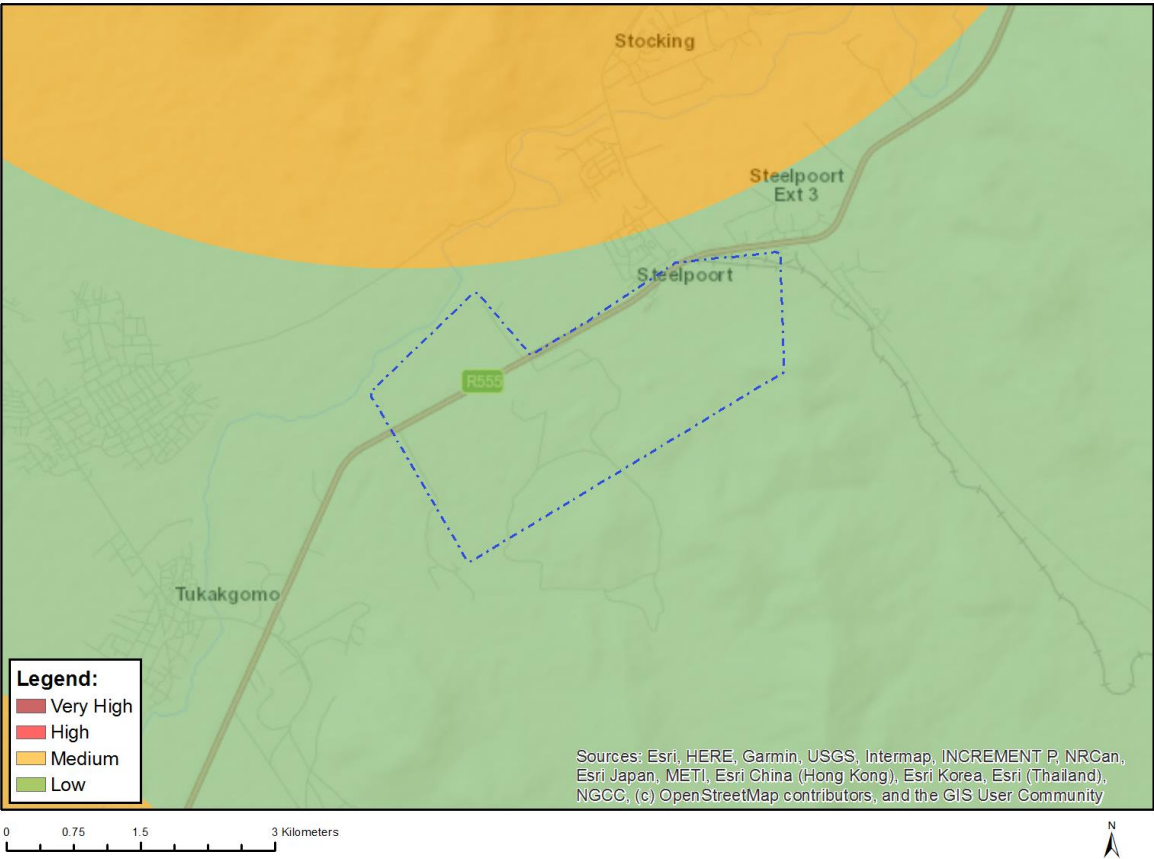 Stocking
Steelpoort
Ext 3
Steelpoort
R555
Tukakgomo
Legend:
Very High
High
Medium
Low
Sources: Esri, HERE, Garmin, USGS, Intermap, INCREMENT P, NRCan,
Esri Japan, METI, Esri China (Hong Kong), Esri Korea, Esri (Thailand),
NGCC, (c) OpenStreetMap contributors, and the GIS User Community
0 0.75 1.5 3 Kilometers
N